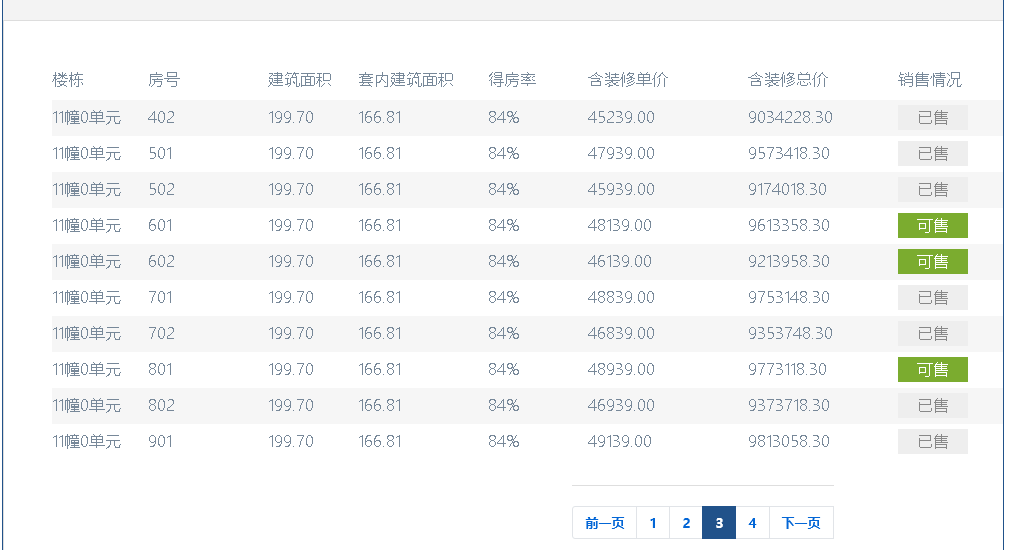 楼栋 房号 建筑面积 套内建筑面积 得房率 含装修单价 含装修总价 销售情况
11幢0单元 402 199.70 166.81 84% 45239.00 9034228.30 已售
11幢0单元 501 199.70 166.81 84% 47939.00 9573418.30 已售
11幢0单元 502 199.70 166.81 84% 45939.00 9174018.30 已售
11幢0单元 601 199.70 166.81 84% 48139.00 9613358.30 可售
11幢0单元 602 199.70 166.81 84% 46139.00 9213958.30 可售
11幢0单元 701 199.70 166.81 84% 48839.00 9753148.30 已售
11幢0单元 702 199.70 166.81 84% 46839.00 9353748.30 已售
11幢0单元 801 199.70 166.81 84% 48939.00 9773118.30 可售
11幢0单元 802 199.70 166.81 84% 46939.00 9373718.30 已售
11幢0单元 901 199.70 166.81 84% 49139.00 9813058.30 已售
前一页 1 2 3 4 下一页